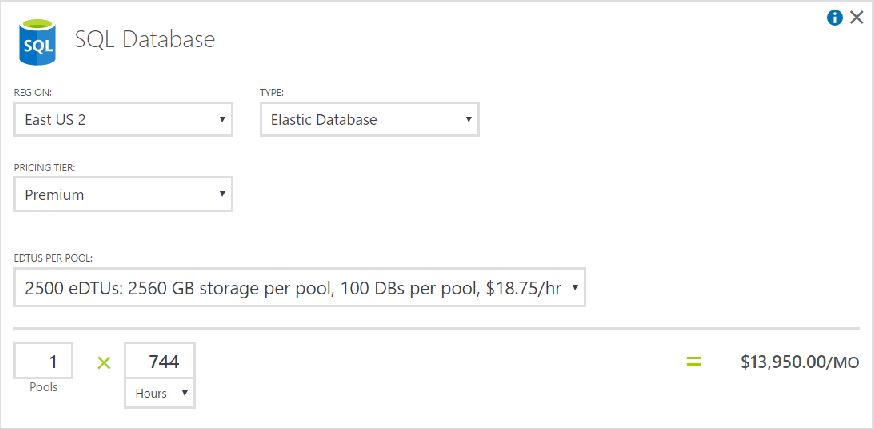 SQL
SQL Database
REGION:
TYPE:
East US 2
Elastic Database
PRICING TIER:
Premium
EDTUS PER POOL:
2500 eDTUs: 2560 GB storage per pool, 100 DBs per pool, $18.75/hr
1
×
744
=
$13,950.00/MO
Pools
Hours